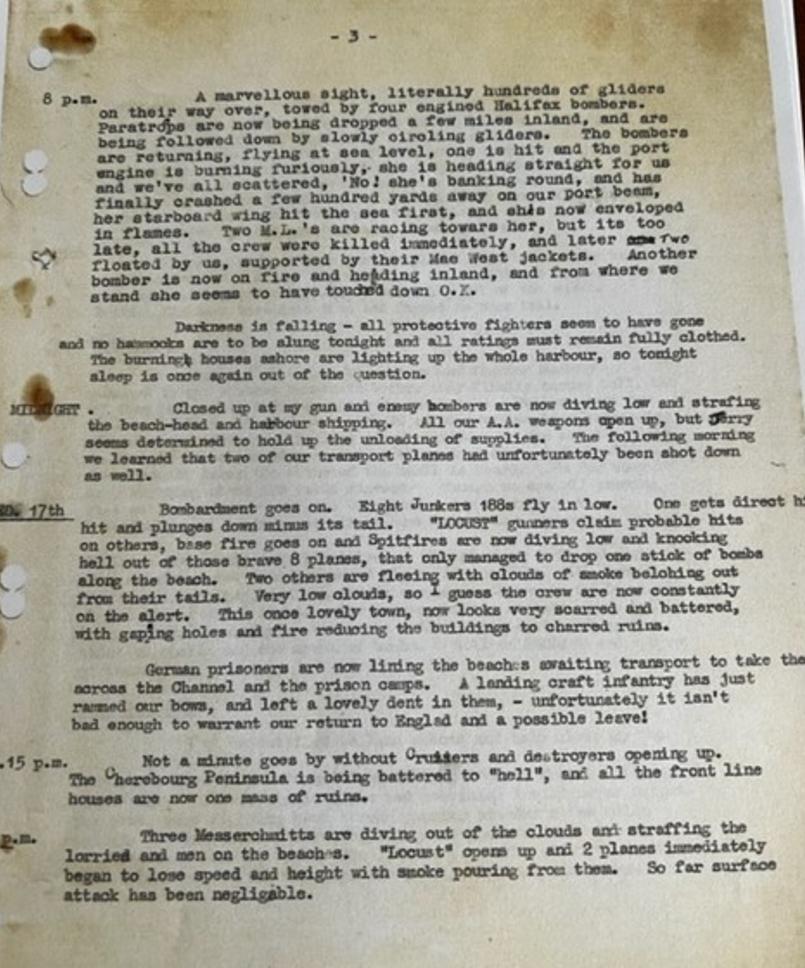 - 3 -
8 p.m. A marvellous sight, literally hundreds of gliders
on their way over, towed by four engined Halifax bombers.
Paratrops are now being dropped a few miles inland, and are
being followed down by slowly circling gliders. The bombers
are returning, flying at sea level, one is hit and the port
engine is burning furiously, she is heading straight for us
and we've all scattered, 'No! she's banking round, and has
finally crashed a few hundred yards away on our port beam,
her starboard wing hit the sea first, and shis now enveloped
in flames. Two M.L.'s are racing towars her, but its too
late, all the crew were killed immediately, and later Two
floated by us, supported by their Mae West jackets. Another
bomber is now on fire and heading inland, and from where we
stand she seems to have touched down O.K.
Darkness is falling - all protective fighters seem to have gone
and no hammocks are to be slung tonight and all ratings must remain fully clothed.
The burning houses ashore are lighting up the whole harbour, so tonight
sleep is once again out of the question.
MIDNIGHT. Closed up at my gun and enemy bombers are now diving low and strafing
the beach-head and harbour shipping. All our A.A. weapons open up, but Jerry
seems determined to hold up the unloading of supplies. The following morning
we learned that two of our transport planes had unfortunately been shot down
as well.
17th Bombardment goes on. Eight Junkers 188s fly in low. One gets direct
hit and plunges down minus its tail. "LOCUST" gunners claim probable hits
on others, base fire goes on and Spitfires are now diving low and knocking
hell out of those brave 8 planes, that only managed to drop one stick of bombs
along the beach. Two others are fleeing with clouds of smoke belohing out
from their tails. Very low clouds, so I guess the crew are now constantly
on the alert. This once lovely town, now looks very scarred and battered,
with gaping holes and fire reducing the buildings to charred ruins.
German prisoners are now lining the beaches awaiting transport to take the
across the Channel and the prison camps. A landing craft infantry has just
rammed our bows, and left a lovely dent in them, - unfortunately it isn't
bad enough to warrant our return to Englad and a possible leave!
.15 p.m. Not a minute goes by without Cruisers and destroyers opening up.
The Cherebourg Peninsula is being battered to "hell", and all the front line
houses are now one mass of ruins.
p.m. Three Messerchmitts are diving out of the clouds and straffing the
lorried and men on the beaches. "Locust" opens up and 2 planes immediately
began to lose speed and height with smoke pouring from them. So far surface
attack has been negligable.